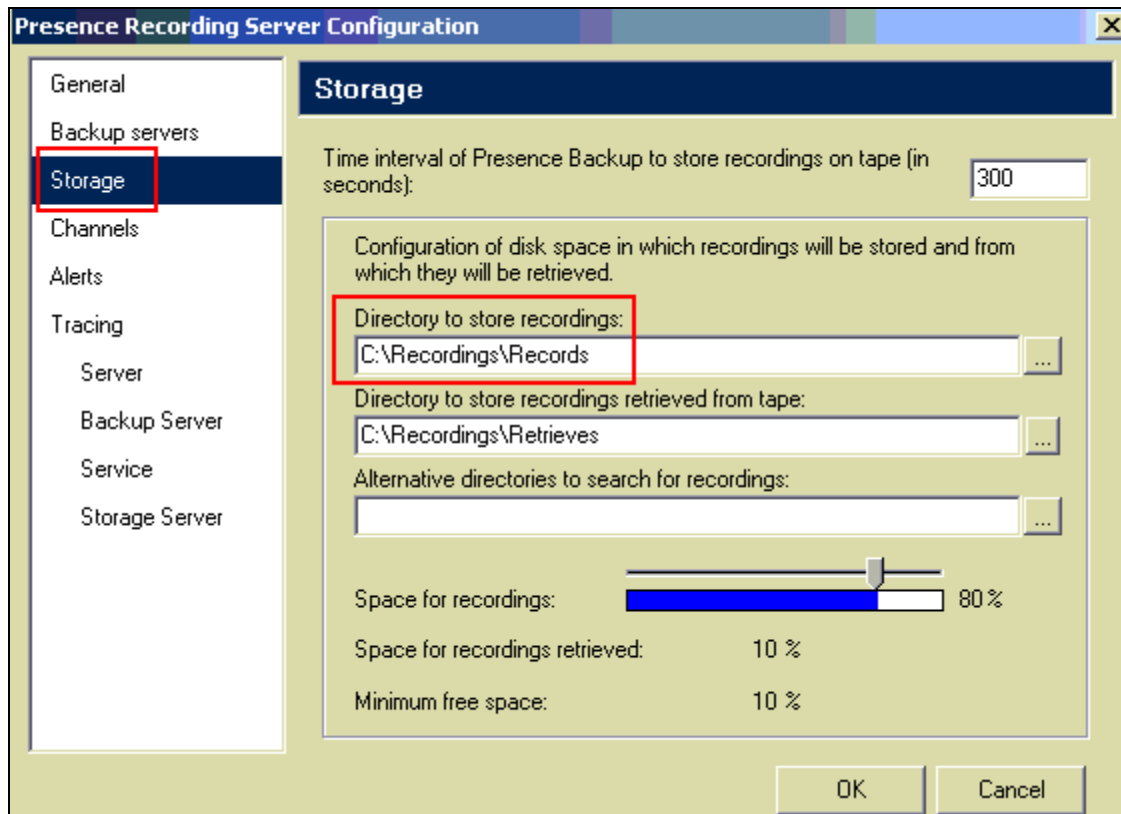 Presence Recording Server Configuration
General
Backup servers
Storage
Channels
Alerts
Tracing
Server
Backup Server
Service
Storage Server
Storage
Time interval of Presence Backup to store recordings on tape (in
seconds):
300
Configuration of disk space in which recordings will be stored and from
which they will be retrieved.
Directory to store recordings:
C:\Recordings\Records
...
Directory to store recordings retrieved from tape:
C:\Recordings\Retrieves
...
Alternative directories to search for recordings:
...
Space for recordings: 80 %
Space for recordings retrieved: 10 %
Minimum free space: 10 %
OK Cancel